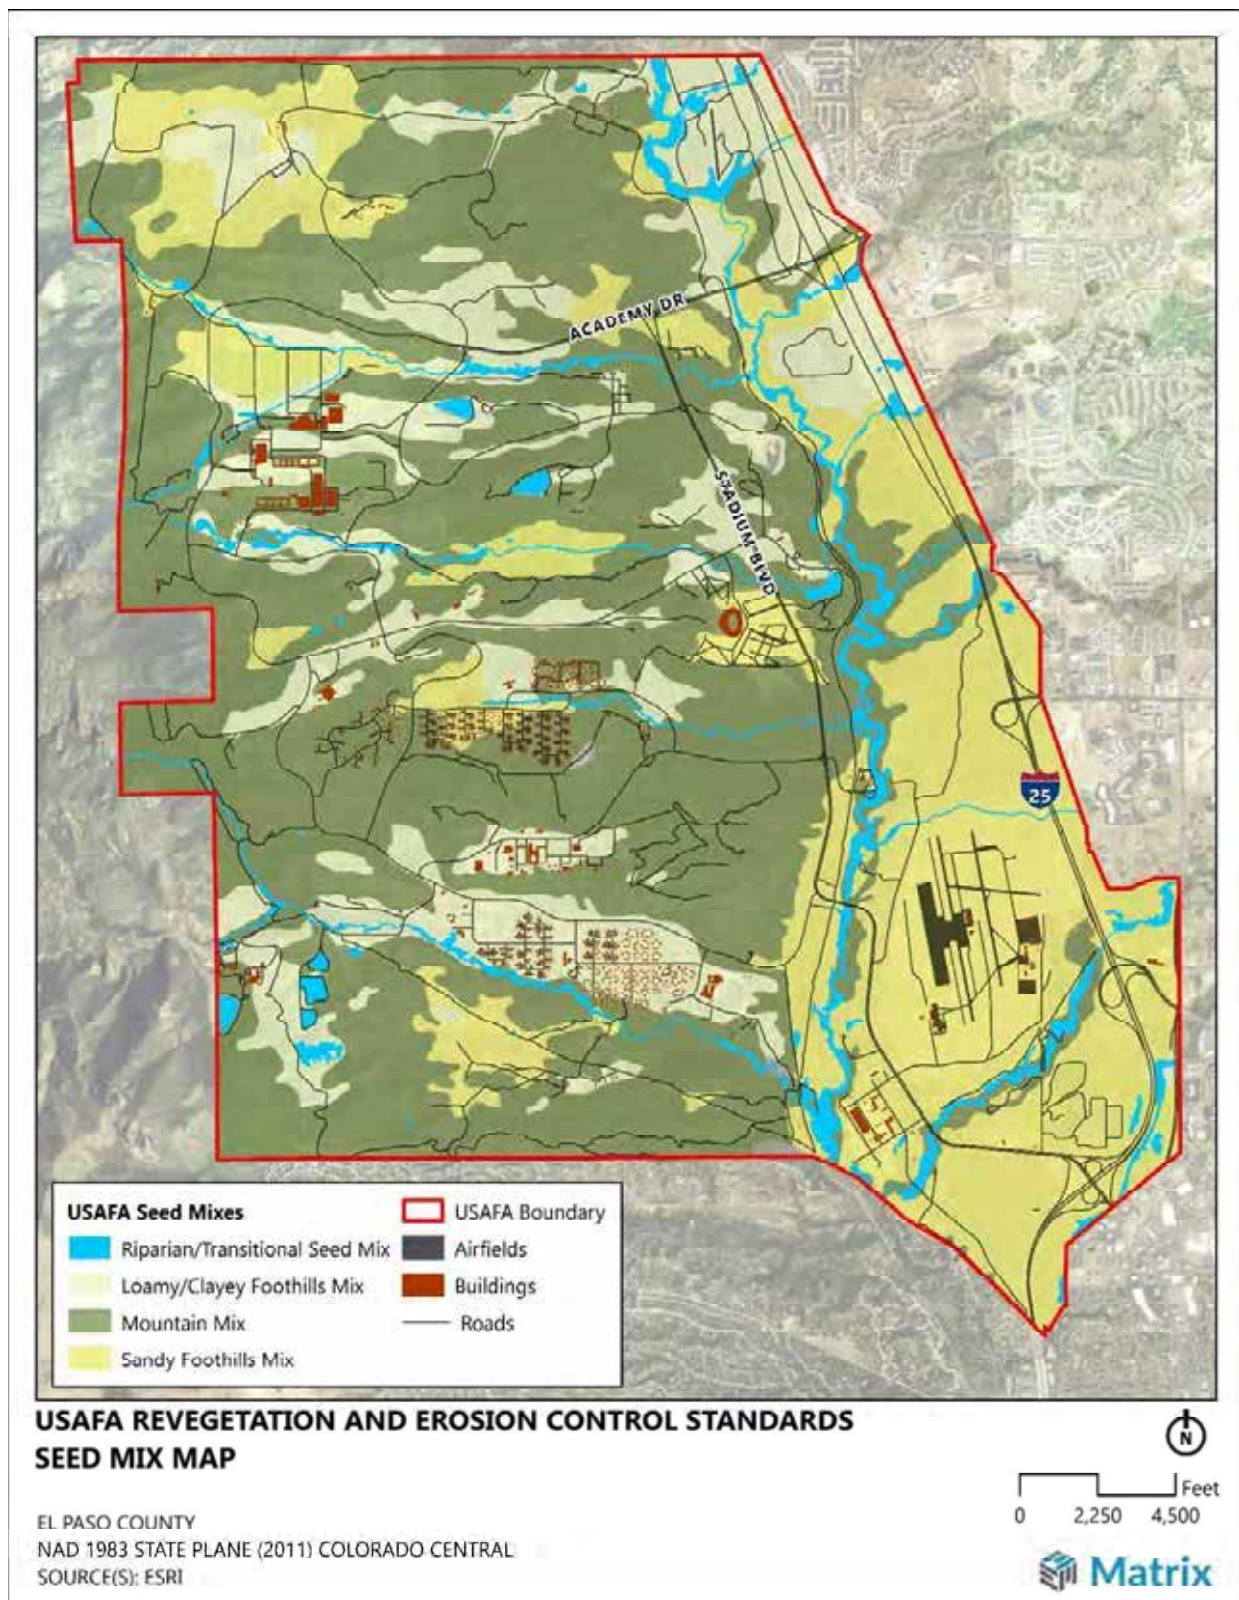 ACADEMY DR
STADIUM BLVD
25
USAFA Seed Mixes
Riparian/Transitional Seed Mix
Loamy/Clayey Foothills Mix
Mountain Mix
Sandy Foothills Mix
USAFA Boundary
Airfields
Buildings
Roads
USAFA REVEGETATION AND EROSION CONTROL STANDARDS
SEED MIX MAP
N
Feet
0 2,250 4,500
EL PASO COUNTY
NAD 1983 STATE PLANE (2011) COLORADO CENTRAL
SOURCE(S): ESRI
Matrix